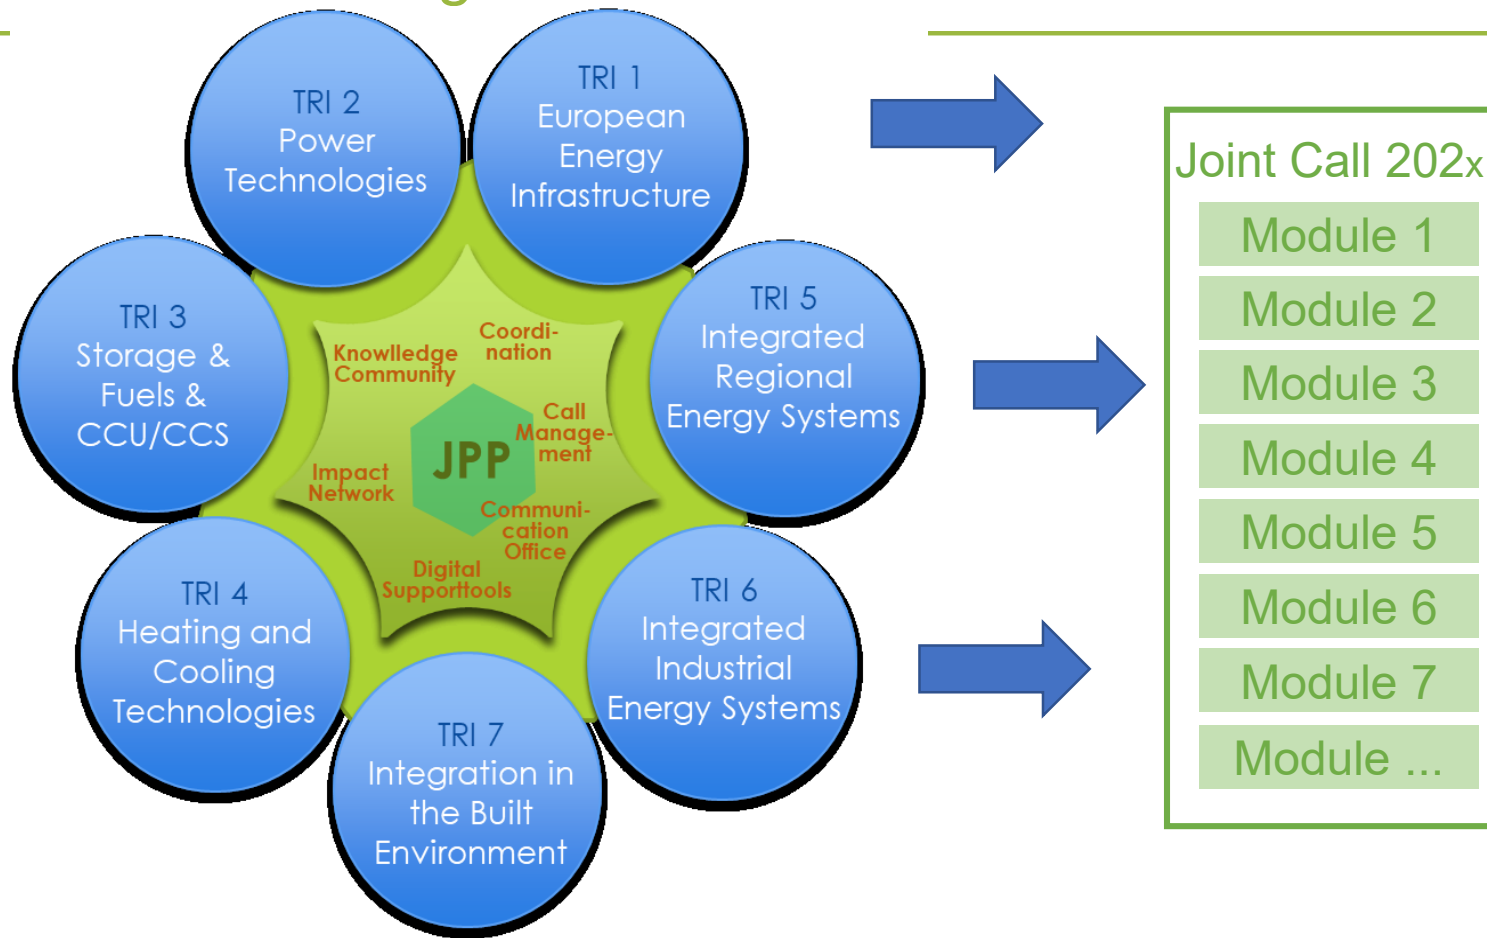 TRI 1
European
Energy
Infrastructure
TRI 2
Power
Technologies
TRI 3
Storage &
Fuels &
CCU/CCS
TRI 4
Heating and
Cooling
Technologies
TRI 5
Integrated
Regional
Energy Systems
TRI 6
Integrated
Industrial
Energy Systems
TRI 7
Integration in
the Built
Environment
Coordi-
nation
Knowlledge
Community
Call
Manage-
ment
JPP
Impact
Network
Communi-
cation
Office
Digital
Supporttools
Joint Call 202x
Module 1
Module 2
Module 3
Module 4
Module 5
Module 6
Module 7
Module ...